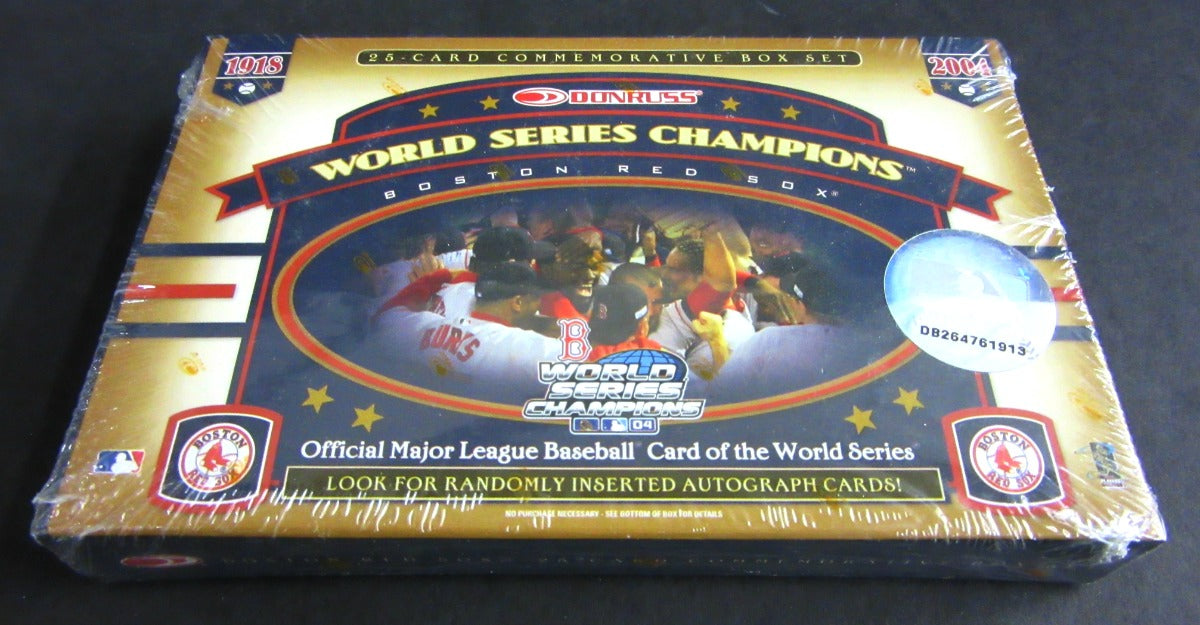 25-CARD COMMEMORATIVE BOX SET
1918
2004
DONRUSS®
WORLD SERIES CHAMPIONS™
BOSTON RED SOX®
DB264761913
B
WORLD
SERIES
CHAMPIONS
04
BOSTON
RED SOX
BOSTON
RED SOX
Official Major League Baseball® Card of the World Series®
LOOK FOR RANDOMLY INSERTED AUTOGRAPH CARDS!
NO PURCHASE NECESSARY - SEE BOTTOM OF BOX FOR DETAILS
COMMEMORATIVE